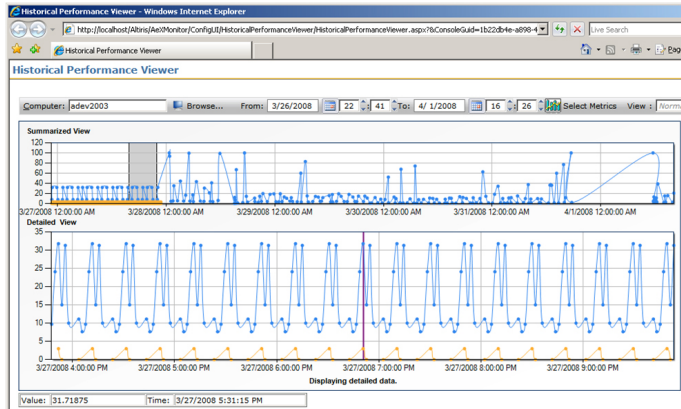 Historical Performance Viewer - Windows Internet Explorer
http://localhost/Altiris/AeXMonitor/ConfigUI/HistoricalPerformanceViewer/HistoricalPerformanceViewer.aspx?&ConsoleGuid=1b22db4e-a898-4
Live Search
Historical Performance Viewer
Pag
Historical Performance Viewer
Computer: adev2003 Browse... From: 3/26/2008 22 : 41 To: 4/ 1/2008 16 : 26 Select Metrics View : Norm
Summarized View
120
100
80
60
40
20
0
3/27/2008 12:00:00 AM 3/28/2008 12:00:00 AM 3/29/2008 12:00:00 AM 3/30/2008 12:00:00 AM 3/31/2008 12:00:00 AM 4/1/2008 12:00:00 AM
Detailed View
35
30
25
20
15
10
5
0
3/27/2008 4:00:00 PM 3/27/2008 5:00:00 PM 3/27/2008 6:00:00 PM 3/27/2008 7:00:00 PM 3/27/2008 8:00:00 PM 3/27/2008 9:00:00 PM
Displaying detailed data.
Value: 31.71875 Time: 3/27/2008 5:31:15 PM